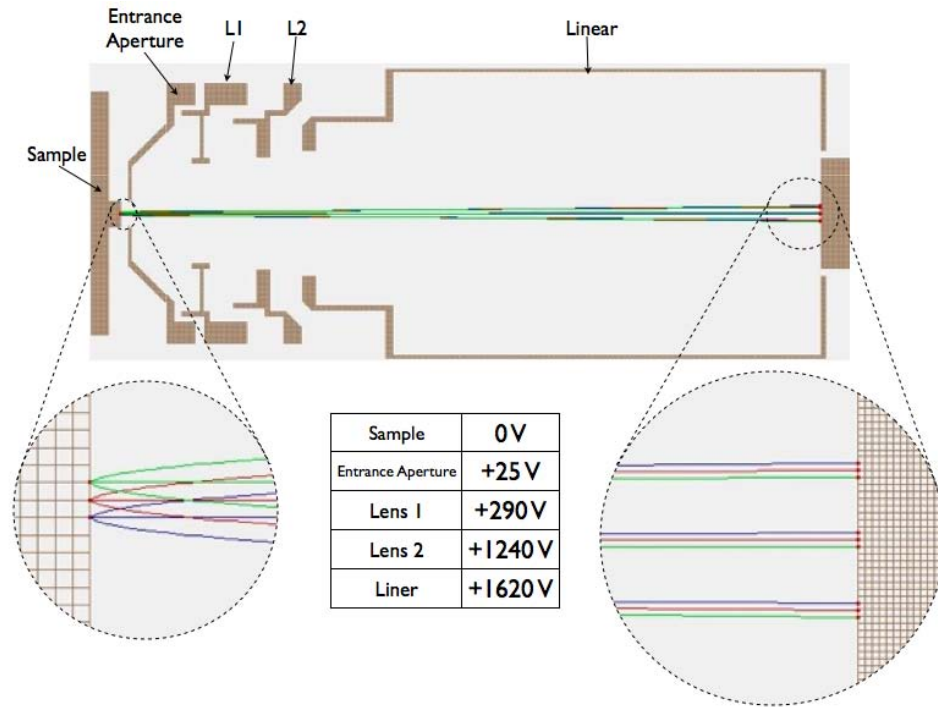 Entrance
Aperture
L1
L2
Linear
Sample
Sample 0 V
Entrance Aperture +25 V
Lens 1 +290 V
Lens 2 +1240 V
Liner +1620 V